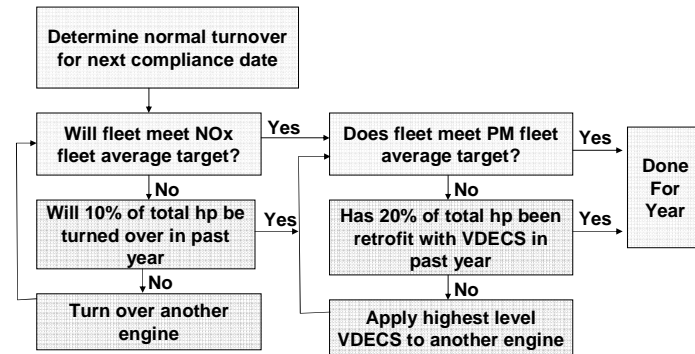 Determine normal turnover
for next compliance date
Will fleet meet NOx
fleet average target?
Yes
No
Will 10% of total hp be
turned over in past
year
Yes
No
Turn over another
engine
Does fleet meet PM fleet
average target?
Yes
No
Has 20% of total hp been
retrofit with VDECS in
past year
Yes
No
Apply highest level
VDECS to another engine
Done
For
Year